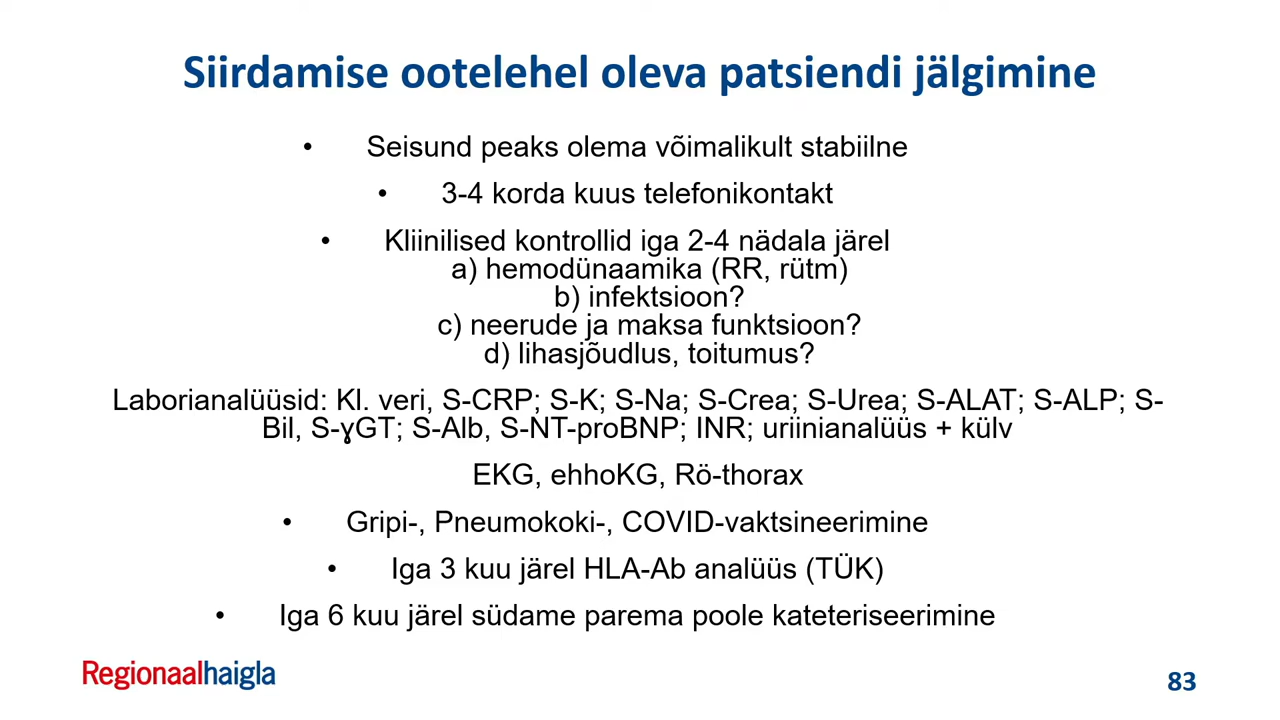 Siirdamise ootelehel oleva patsiendi jälgimine
• Seisund peaks olema võimalikult stabiilne
• 3-4 korda kuus telefonikontakt
• Kliinilised kontrollid iga 2-4 nädala järel
a) hemodünaamika (RR, rütm)
b) infektsioon?
c) neerude ja maksa funktsioon?
d) lihasjõudlus, toitumus?
Laborianalüüsid: Kl. veri, S-CRP; S-K; S-Na; S-Crea; S-Urea; S-ALAT; S-ALP; S-
Bil, S-ɣGT; S-Alb, S-NT-proBNP; INR; uriinianalüüs + külv
EKG, ehhoKG, Rö-thorax
• Gripi-, Pneumokoki-, COVID-vaktsineerimine
• Iga 3 kuu järel HLA-Ab analüüs (TÜK)
• Iga 6 kuu järel südame parema poole kateteriseerimine
Regionaalhaigla
83